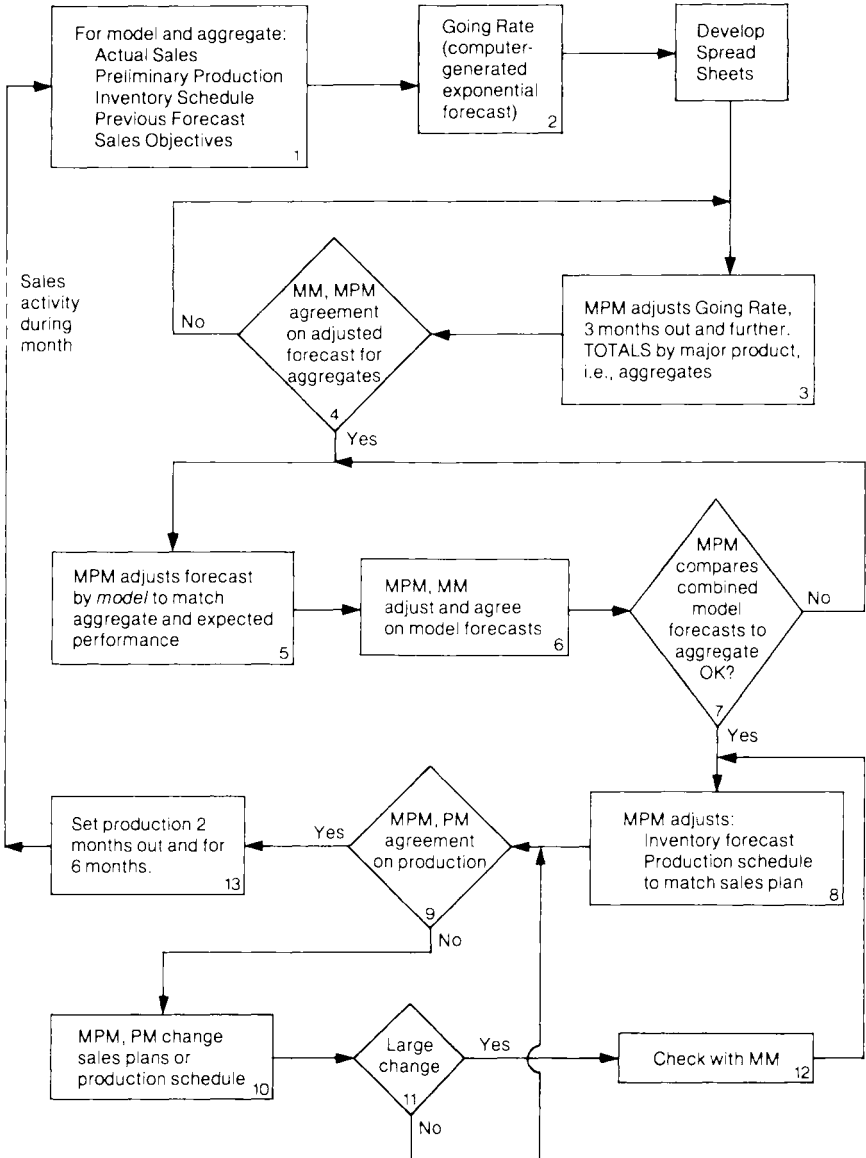 For model and aggregate:
Actual Sales
Preliminary Production
Inventory Schedule
Previous Forecast
Sales Objectives
1
Going Rate
(computer-
generated
exponential
forecast)
2
Develop
Spread
Sheets
Sales
activity
during
month
No
MM, MPM
agreement
on adjusted
forecast for
aggregates
4
Yes
MPM adjusts Going Rate,
3 months out and further.
TOTALS by major product,
i.e., aggregates
3
MPM adjusts forecast
by model to match
aggregate and expected
performance
5
MPM, MM
adjust and agree
on model forecasts
6
MPM
compares
combined
model
forecasts to
aggregate
OK?
7
No
Yes
Set production 2
months out and for
6 months.
13
Yes
MPM, PM
agreement
on production
9
No
MPM adjusts:
Inventory forecast
Production schedule
to match sales plan
8
MPM, PM change
sales plans or
production schedule
10
Large
change
11
Yes
No
Check with MM
12